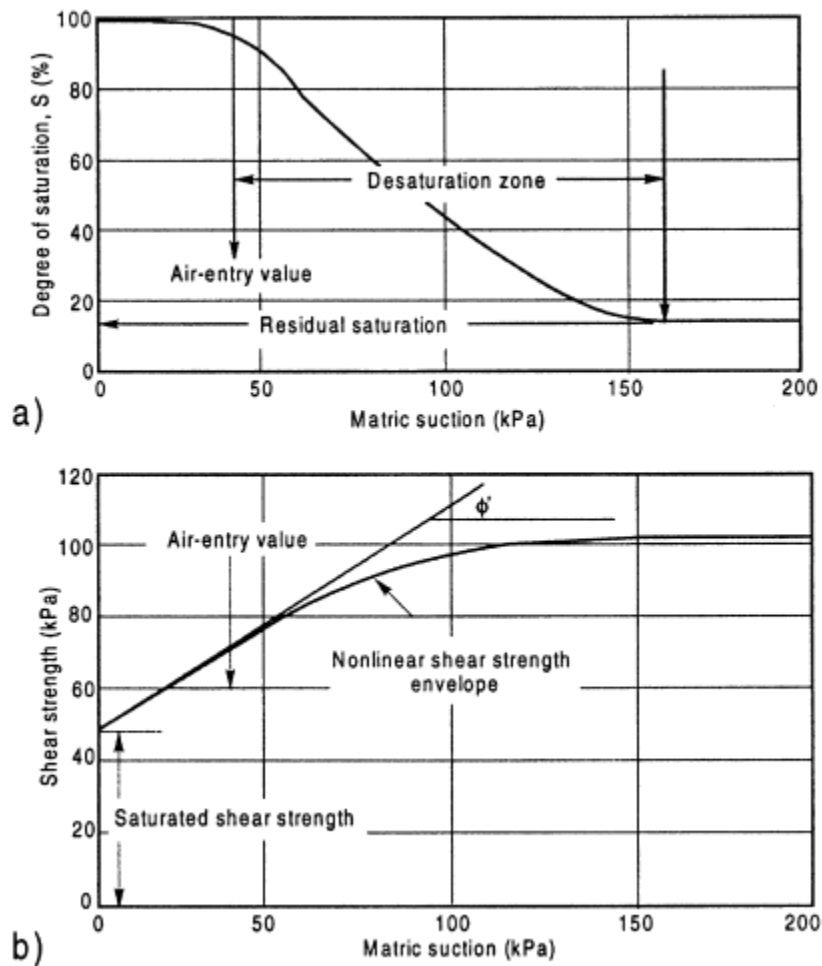 100
80
60
40
20
0
Degree of saturation, S (%)
Desaturation zone
Air-entry value
Residual saturation
0 50 100 150 200
Matric suction (kPa)
a)
120
100
80
60
40
20
0
Shear strength (kPa)
ϕ'
Air-entry value
Nonlinear shear strength
envelope
Saturated shear strength
0 50 100 150 200
Matric suction (kPa)
b)